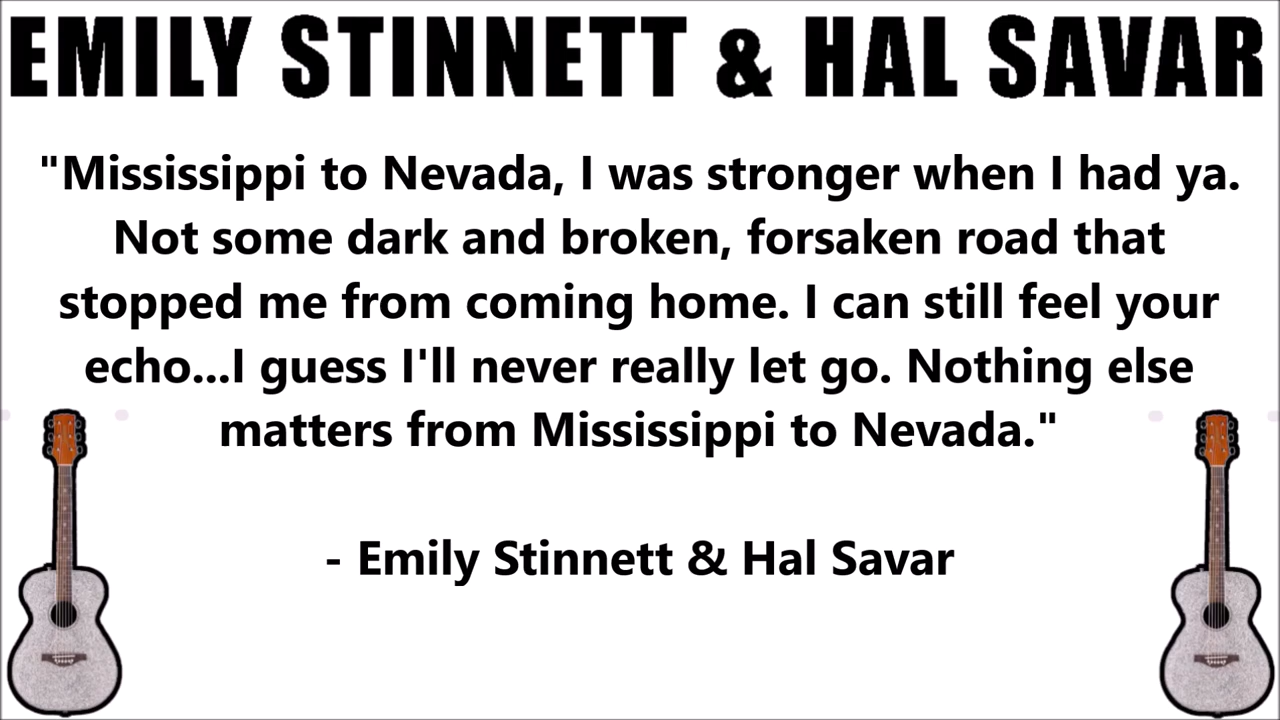 EMILY STINNETT & HAL SAVAR
"Mississippi to Nevada, I was stronger when I had ya.
Not some dark and broken, forsaken road that
stopped me from coming home. I can still feel your
echo...I guess I'll never really let go. Nothing else
matters from Mississippi to Nevada."
- Emily Stinnett & Hal Savar